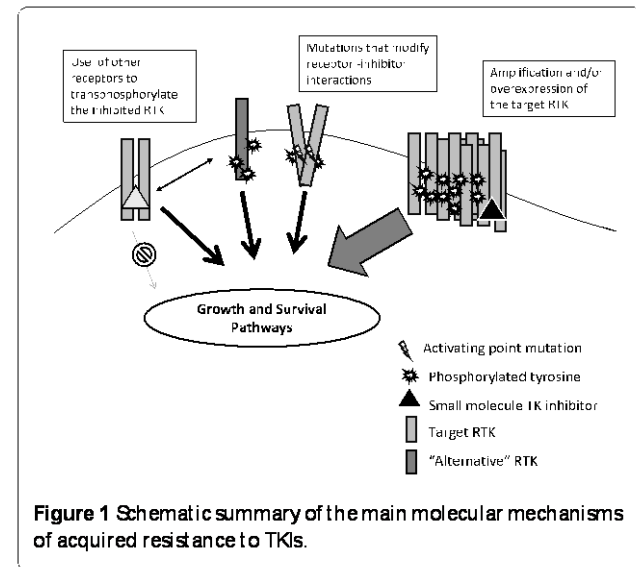 Use of other
receptors to
transphosphorylate
the inhibited RTK
Mutations that modify
receptor-inhibitor
interactions
Amplification and/or
overexpression of
the target RTK
Growth and Survival
Pathways
Activating point mutation
Phosphorylated tyrosine
Small molecule TK inhibitor
Target RTK
"Alternative" RTK
Figure 1 Schematic summary of the main molecular mechanisms
of acquired resistance to TKIs.